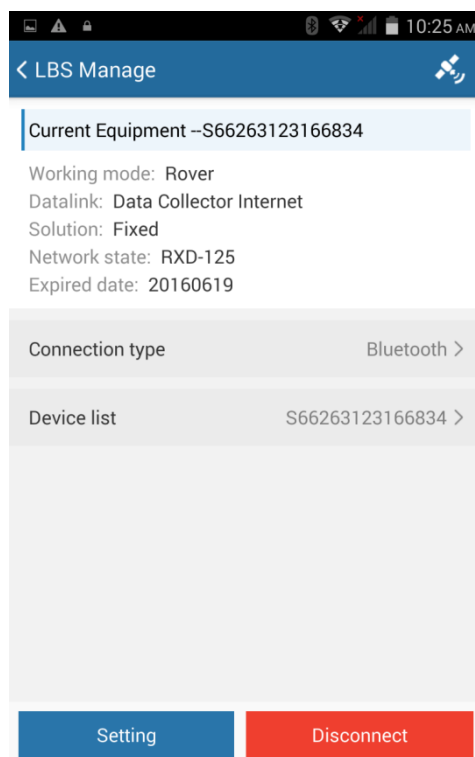 10:25 AM
LBS Manage
Current Equipment --S66263123166834
Working mode: Rover
Datalink: Data Collector Internet
Solution: Fixed
Network state: RXD-125
Expired date: 20160619
Connection type Bluetooth >
Device list S66263123166834 >
Setting Disconnect